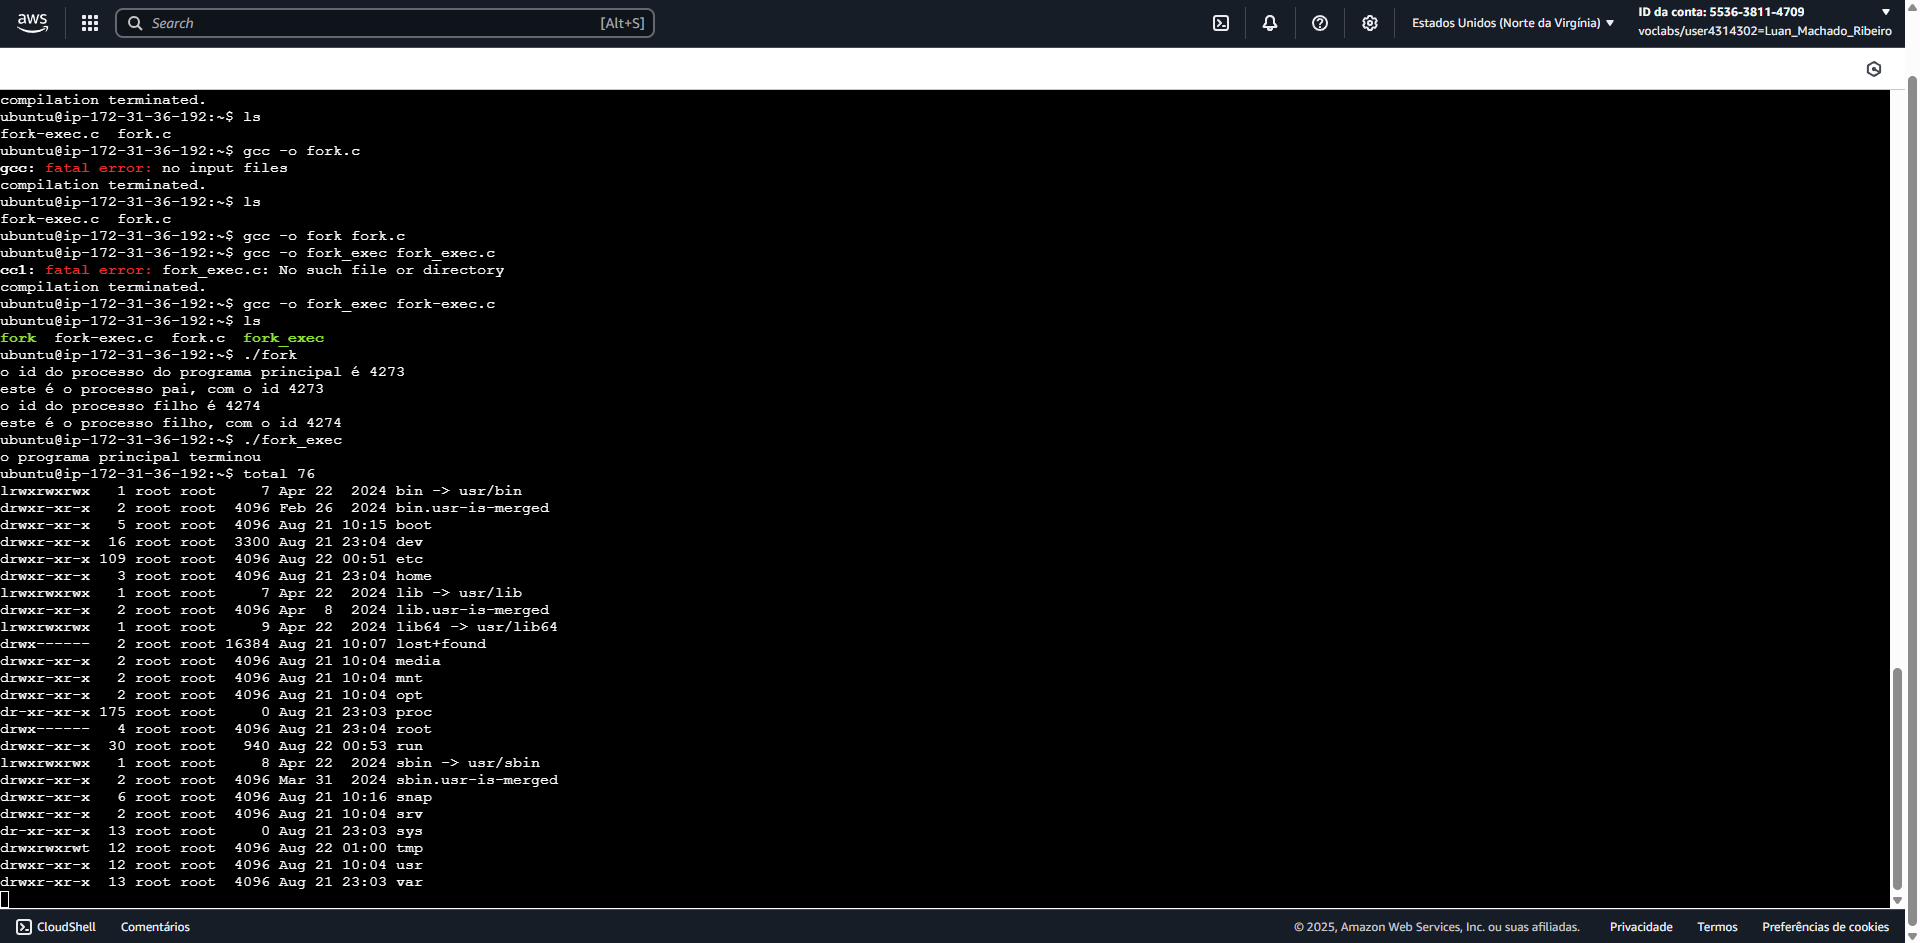 aws
Search [Alt+S]
Estados Unidos (Norte da Virgínia)
ID da conta: 5536-3811-4709
voclabs/user4314302=Luan_Machado_Ribeiro
compilation terminated.
ubuntu@ip-172-31-36-192:~$ ls
fork-exec.c  fork.c
ubuntu@ip-172-31-36-192:~$ gcc -o fork.c
gcc: fatal error: no input files
compilation terminated.
ubuntu@ip-172-31-36-192:~$ ls
fork-exec.c  fork.c
ubuntu@ip-172-31-36-192:~$ gcc -o fork fork.c
ubuntu@ip-172-31-36-192:~$ gcc -o fork_exec fork_exec.c
cc1: fatal error: fork_exec.c: No such file or directory
compilation terminated.
ubuntu@ip-172-31-36-192:~$ gcc -o fork_exec fork-exec.c
ubuntu@ip-172-31-36-192:~$ ls
fork  fork-exec.c  fork.c  fork_exec
ubuntu@ip-172-31-36-192:~$ ./fork
o id do processo do programa principal é 4273
este é o processo pai, com o id 4273
o id do processo filho é 4274
este é o processo filho, com o id 4274
ubuntu@ip-172-31-36-192:~$ ./fork_exec
o programa principal terminou
ubuntu@ip-172-31-36-192:~$ total 76
lrwxrwxrwx   1 root root     7 Apr 22  2024 bin -> usr/bin
drwxr-xr-x   2 root root  4096 Feb 26  2024 bin.usr-is-merged
drwxr-xr-x   5 root root  4096 Aug 21 10:15 boot
drwxr-xr-x  16 root root  3300 Aug 21 23:04 dev
drwxr-xr-x 109 root root  4096 Aug 22 00:51 etc
drwxr-xr-x   3 root root  4096 Aug 21 23:04 home
lrwxrwxrwx   1 root root     7 Apr 22  2024 lib -> usr/lib
drwxr-xr-x   2 root root  4096 Apr  8  2024 lib.usr-is-merged
lrwxrwxrwx   1 root root     9 Apr 22  2024 lib64 -> usr/lib64
drwx------   2 root root 16384 Aug 21 10:07 lost+found
drwxr-xr-x   2 root root  4096 Aug 21 10:04 media
drwxr-xr-x   2 root root  4096 Aug 21 10:04 mnt
drwxr-xr-x   2 root root  4096 Aug 21 10:04 opt
dr-xr-xr-x 175 root root     0 Aug 21 23:03 proc
drwx------   4 root root  4096 Aug 21 23:04 root
drwxr-xr-x  30 root root   940 Aug 22 00:53 run
lrwxrwxrwx   1 root root     8 Apr 22  2024 sbin -> usr/sbin
drwxr-xr-x   2 root root  4096 Mar 31  2024 sbin.usr-is-merged
drwxr-xr-x   6 root root  4096 Aug 21 10:16 snap
drwxr-xr-x   2 root root  4096 Aug 21 10:04 srv
dr-xr-xr-x  13 root root     0 Aug 21 23:03 sys
drwxrwxrwt  12 root root  4096 Aug 22 01:00 tmp
drwxr-xr-x  12 root root  4096 Aug 21 10:04 usr
drwxr-xr-x  13 root root  4096 Aug 21 23:03 var
CloudShell Comentários © 2025, Amazon Web Services, Inc. ou suas afiliadas. Privacidade Termos Preferências de cookies